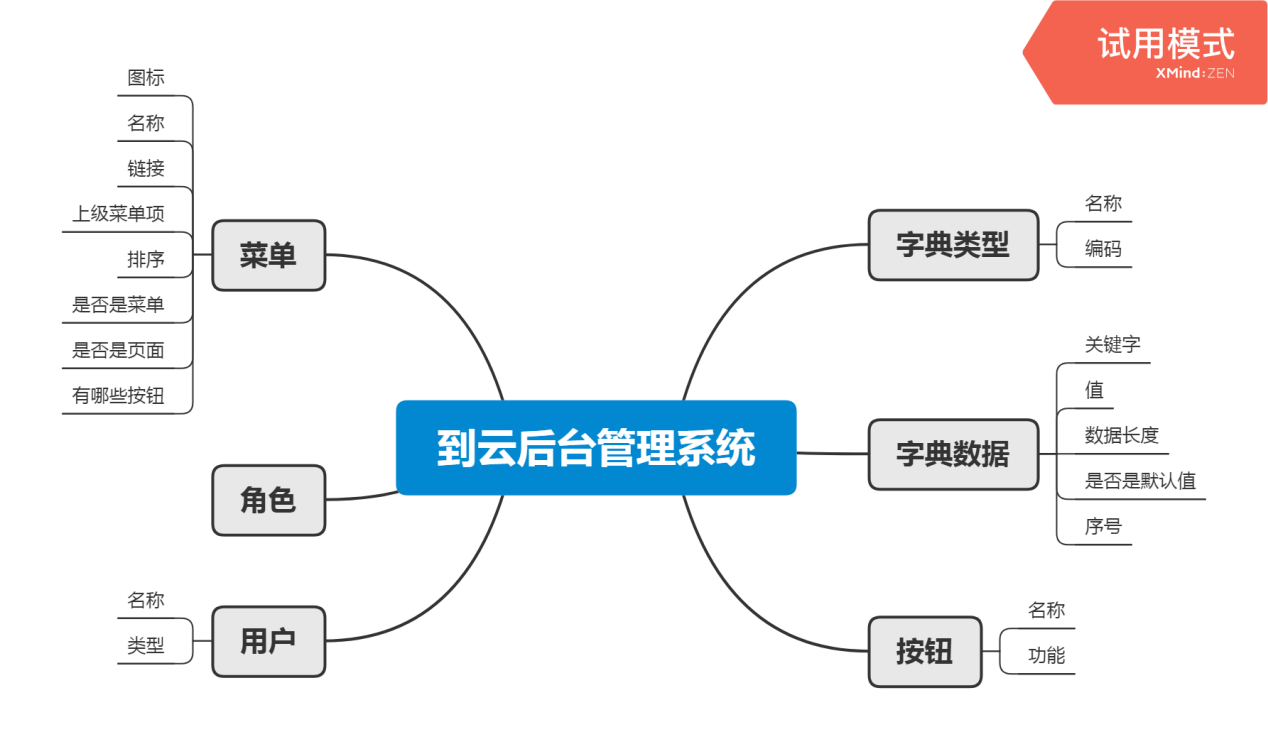 试用模式
XMind:ZEN
到云后台管理系统
字典类型
名称
编码
字典数据
关键字
值
数据长度
是否是默认值
序号
按钮
名称
功能
菜单
图标
名称
链接
上级菜单项
排序
是否是菜单
是否是页面
有哪些按钮
角色
用户
名称
类型